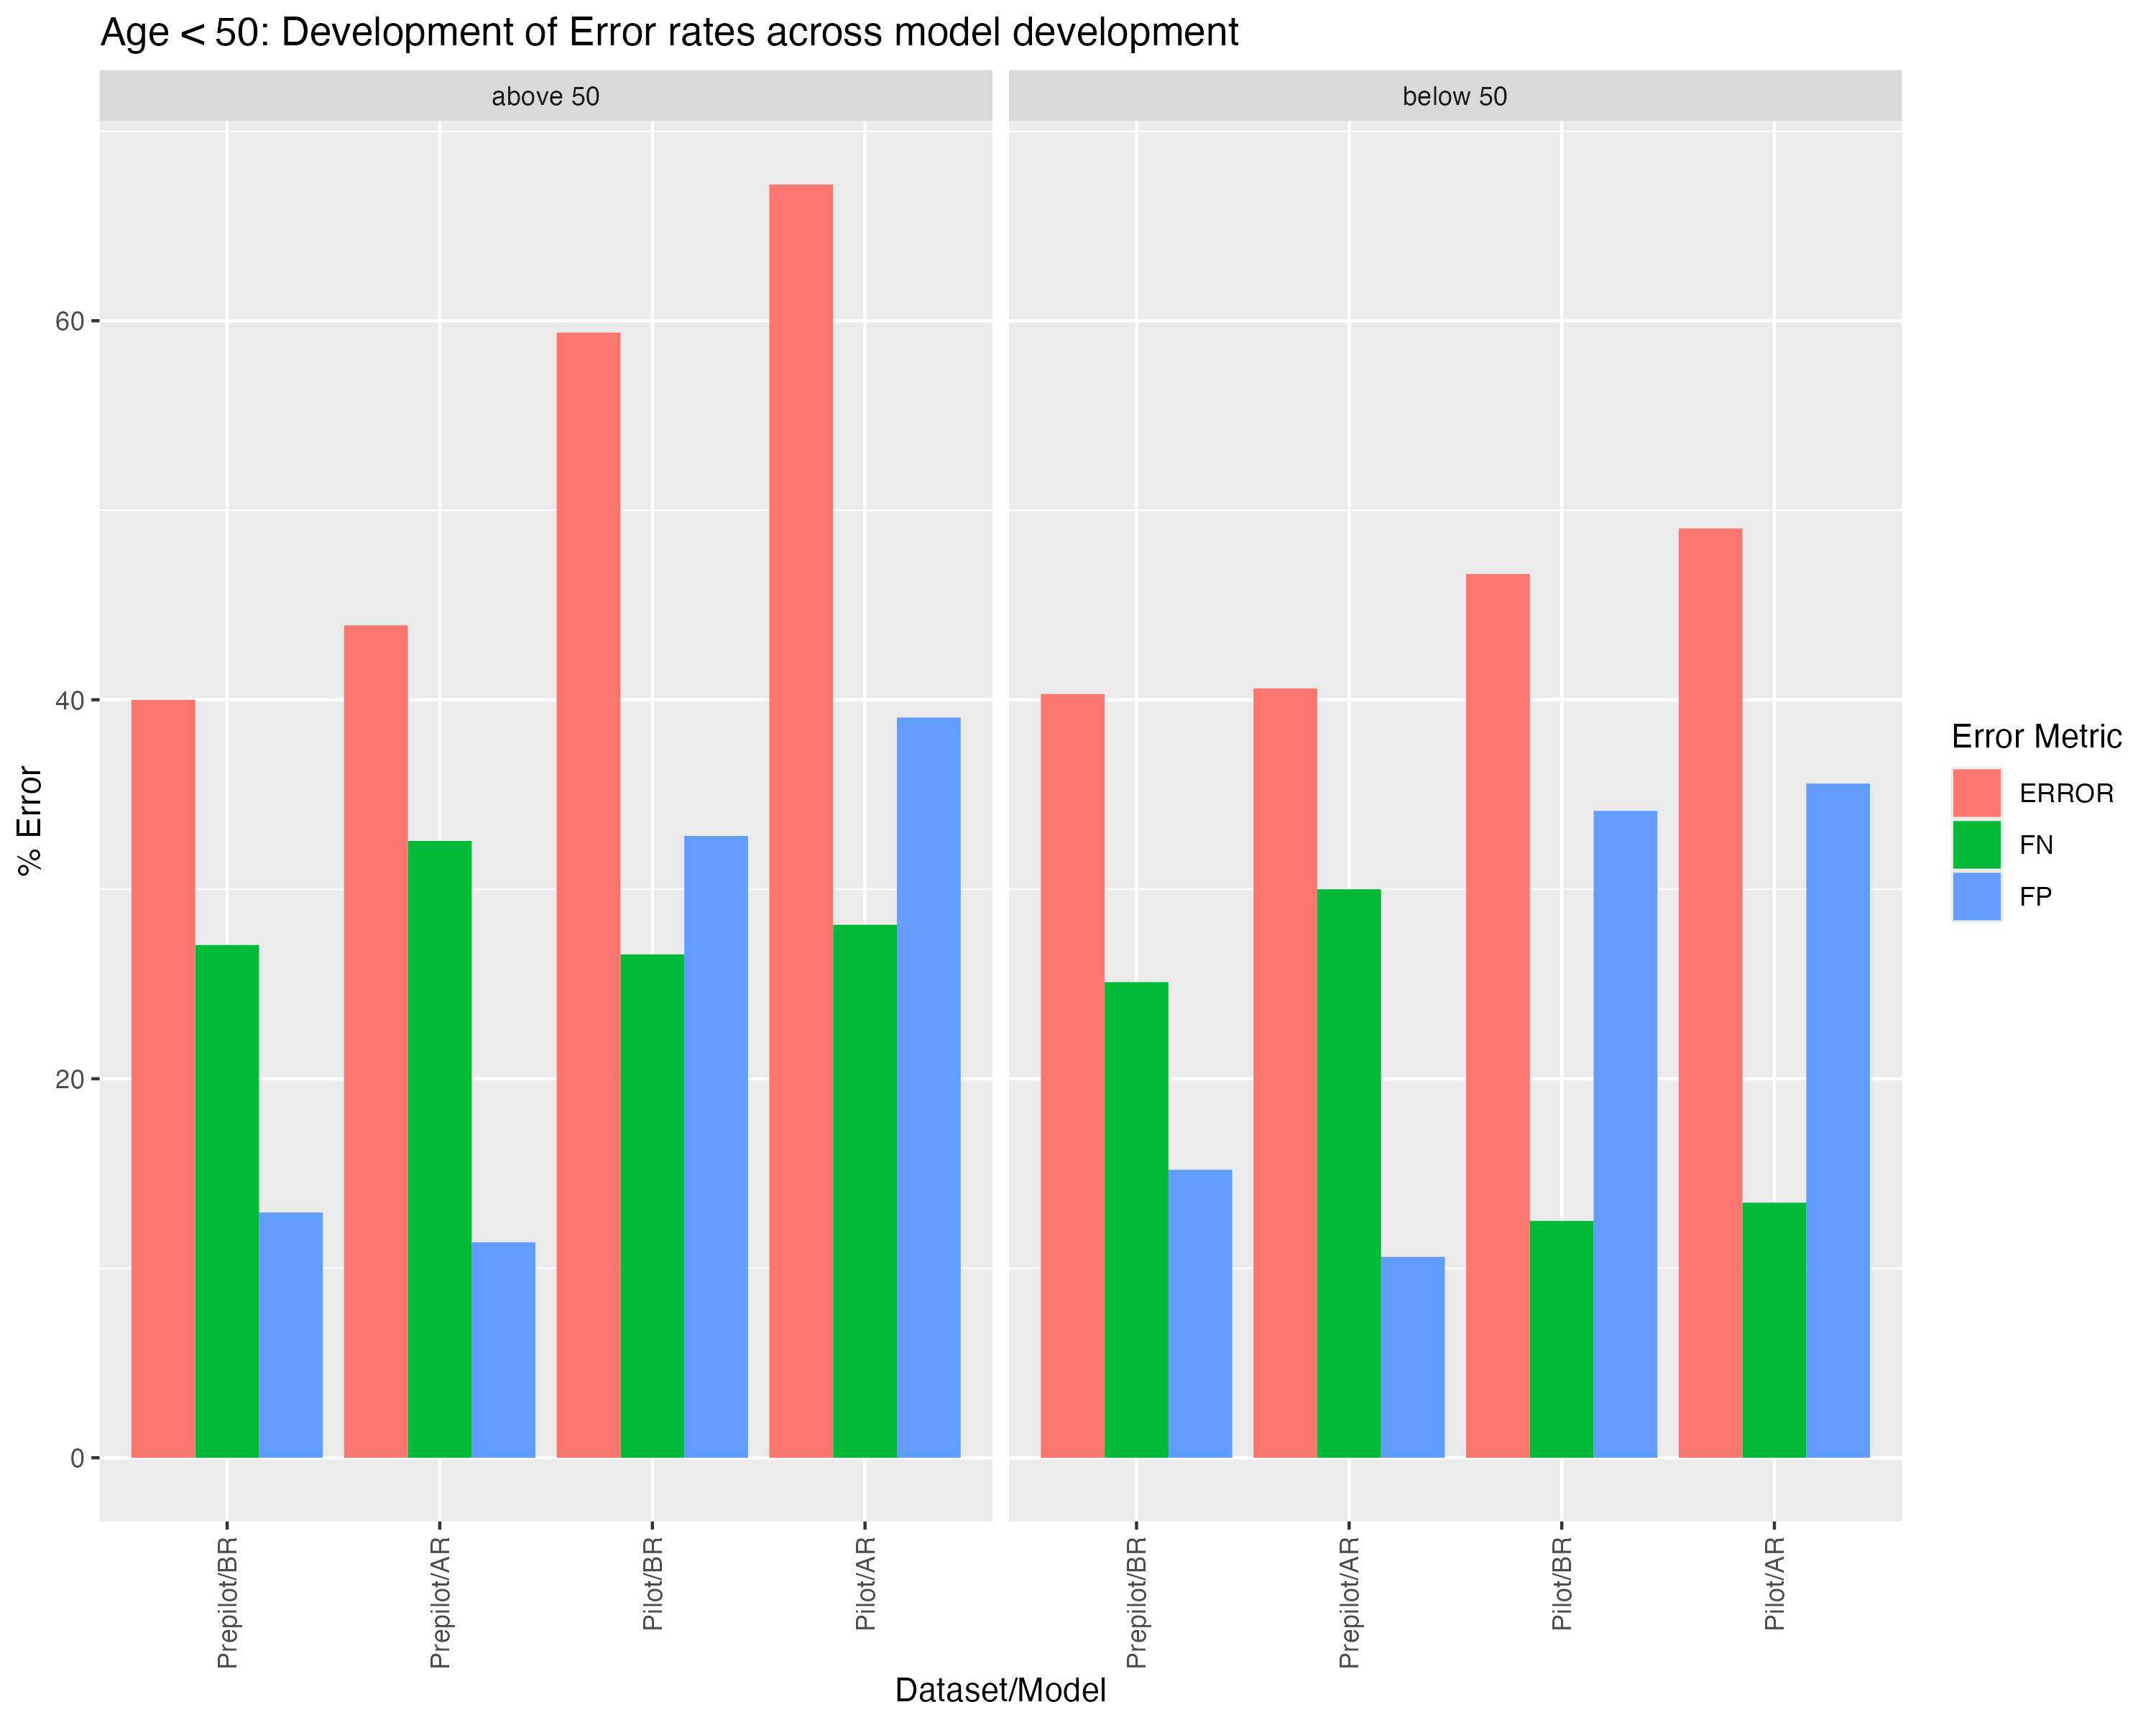 Age < 50: Development of Error rates across model development
above 50
below 50
% Error
60
40
20
0
Prepilot/BR
Prepilot/AR
Pilot/BR
Pilot/AR
Prepilot/BR
Prepilot/AR
Pilot/BR
Pilot/AR
Dataset/Model
Error Metric
ERROR
FN
FP